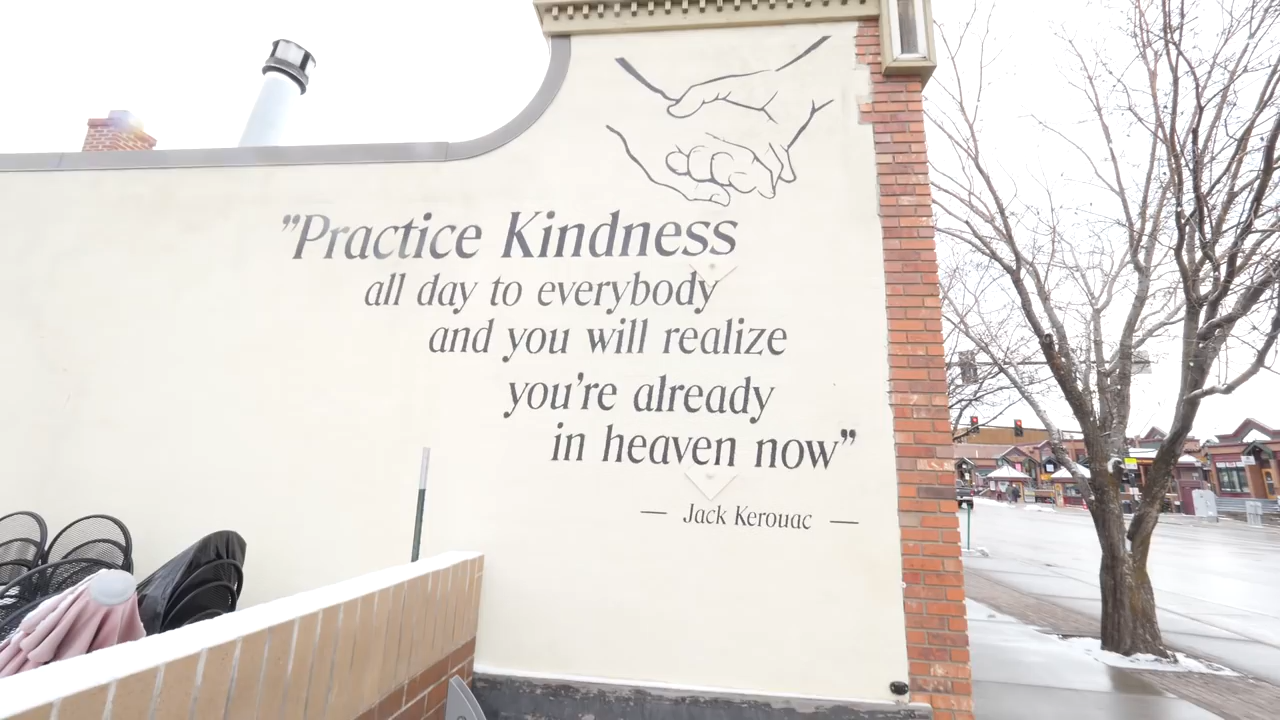 ”Practice Kindness
all day to everybody
and you will realize
you’re already
in heaven now”
— Jack Kerouac —